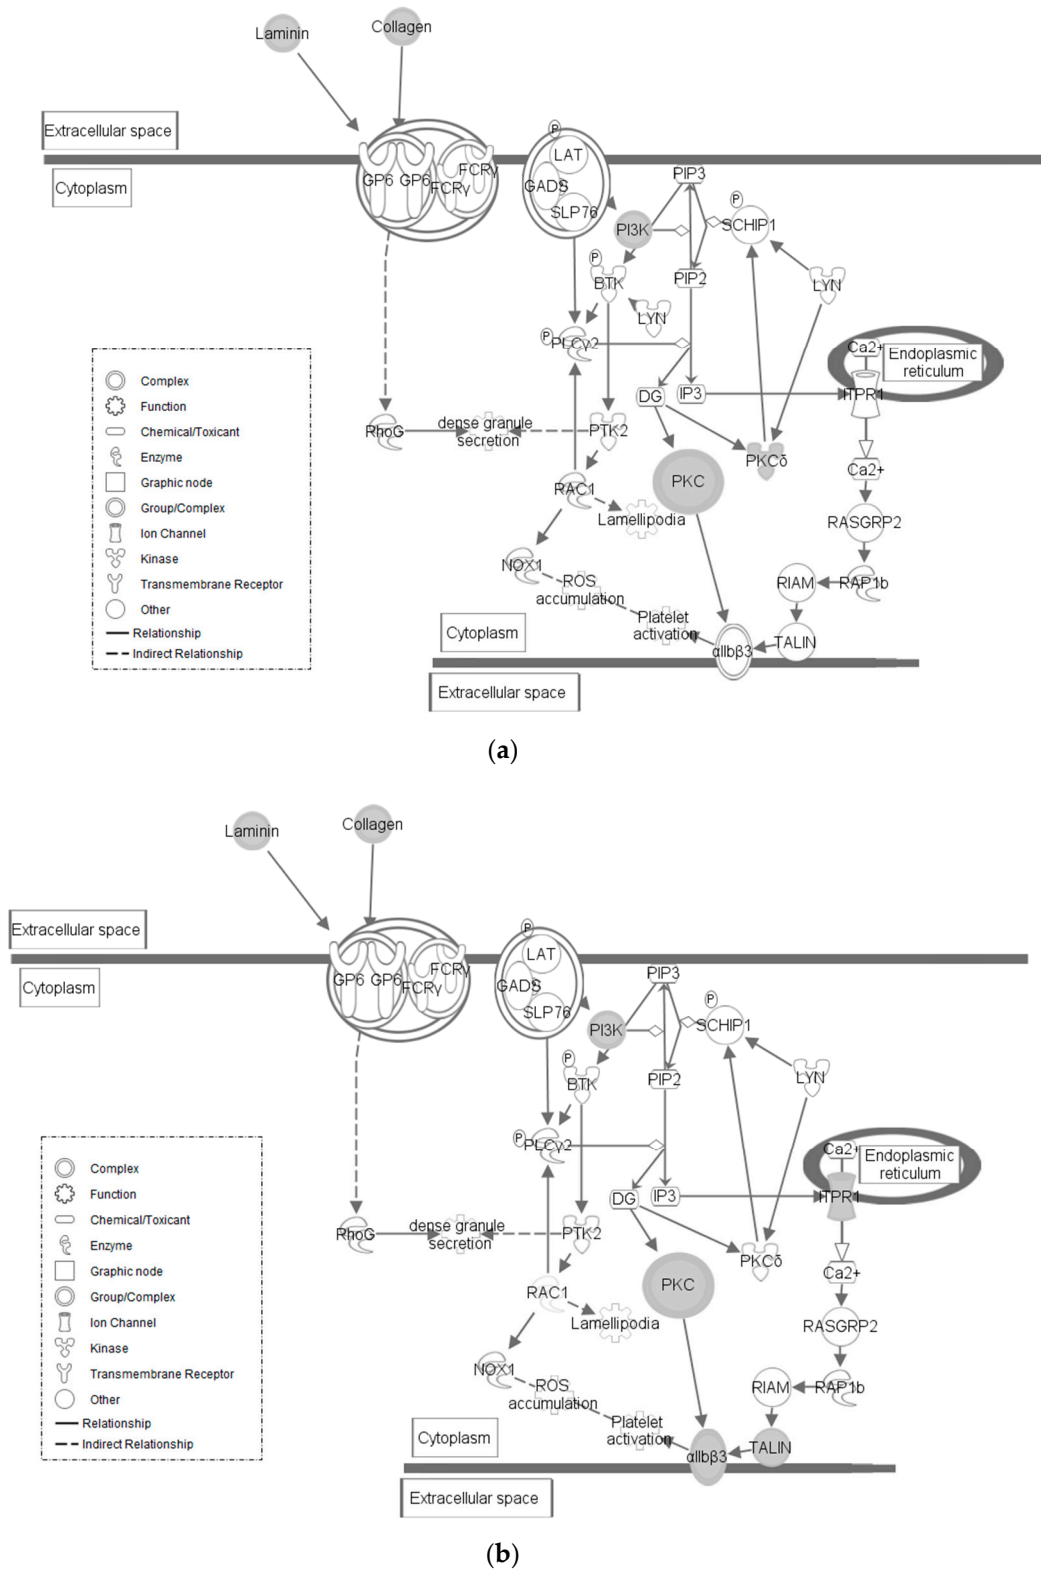 Laminin
Collagen
Extracellular space
Cytoplasm
GP6
GP6
FCRγ
FCRγ
P
LAT
GADS
SLP76
PI3K
PIP3
P
SCHIP1
P
BTK
LYN
PIP2
LYN
P
PLCγ2
Ca2+
Endoplasmic
reticulum
ITPR1
DG
IP3
RhoG
dense granule
secretion
PTK2
PKCδ
Ca2+
PKC
RAC1
Lamellipodia
RASGRP2
NOX1
ROS
accumulation
RIAM
RAP1b
Platelet
activation
Cytoplasm
αIIbβ3
TALIN
Extracellular space
Complex
Function
Chemical/Toxicant
Enzyme
Graphic node
Group/Complex
Ion Channel
Kinase
Transmembrane Receptor
Other
Relationship
Indirect Relationship
(a)
Laminin
Collagen
Extracellular space
Cytoplasm
GP6
GP6
FCRγ
FCRγ
P
LAT
GADS
SLP76
PI3K
PIP3
P
SCHIP1
P
BTK
PIP2
LYN
P
PLCγ2
Ca2+
Endoplasmic
reticulum
ITPR1
DG
IP3
RhoG
dense granule
secretion
PTK2
PKCδ
Ca2+
PKC
RAC1
Lamellipodia
RASGRP2
NOX1
ROS
accumulation
RIAM
RAP1b
Platelet
activation
Cytoplasm
αIIbβ3
TALIN
Extracellular space
Complex
Function
Chemical/Toxicant
Enzyme
Graphic node
Group/Complex
Ion Channel
Kinase
Transmembrane Receptor
Other
Relationship
Indirect Relationship
(b)